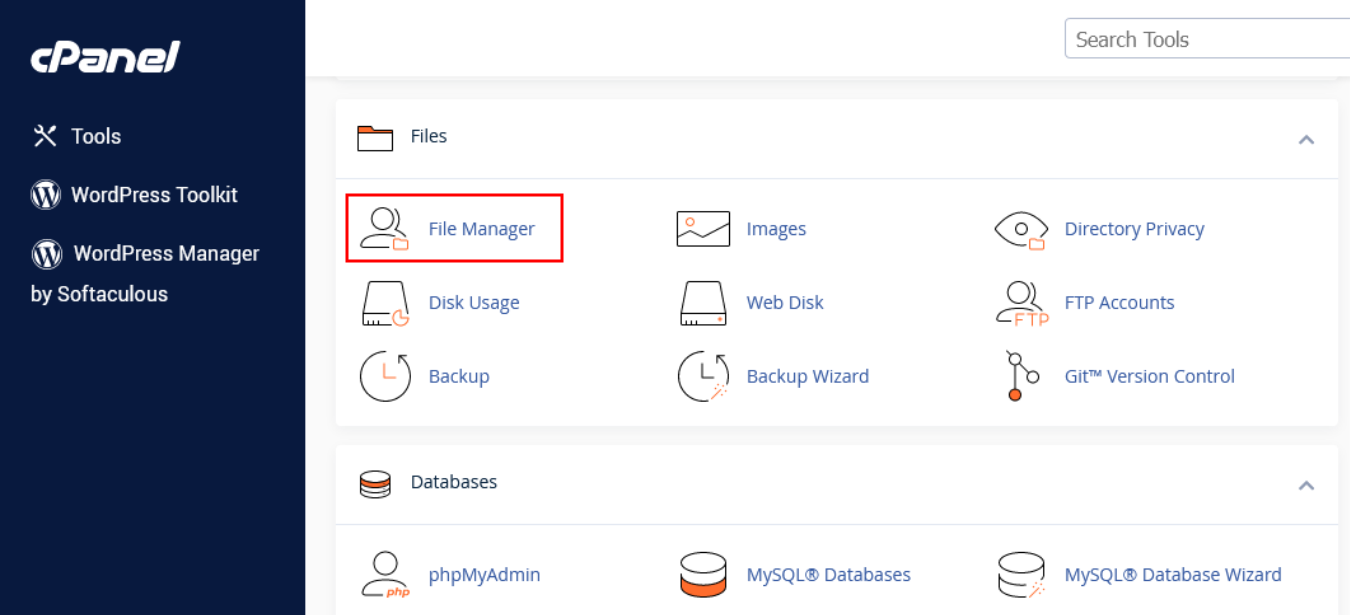 cPanel
Search Tools
Tools
WordPress Toolkit
WordPress Manager
by Softaculous
Files
File Manager
Images
Directory Privacy
Disk Usage
Web Disk
FTP Accounts
FTP
Backup
Backup Wizard
Git™ Version Control
Databases
phpMyAdmin
php
MySQL® Databases
MySQL® Database Wizard